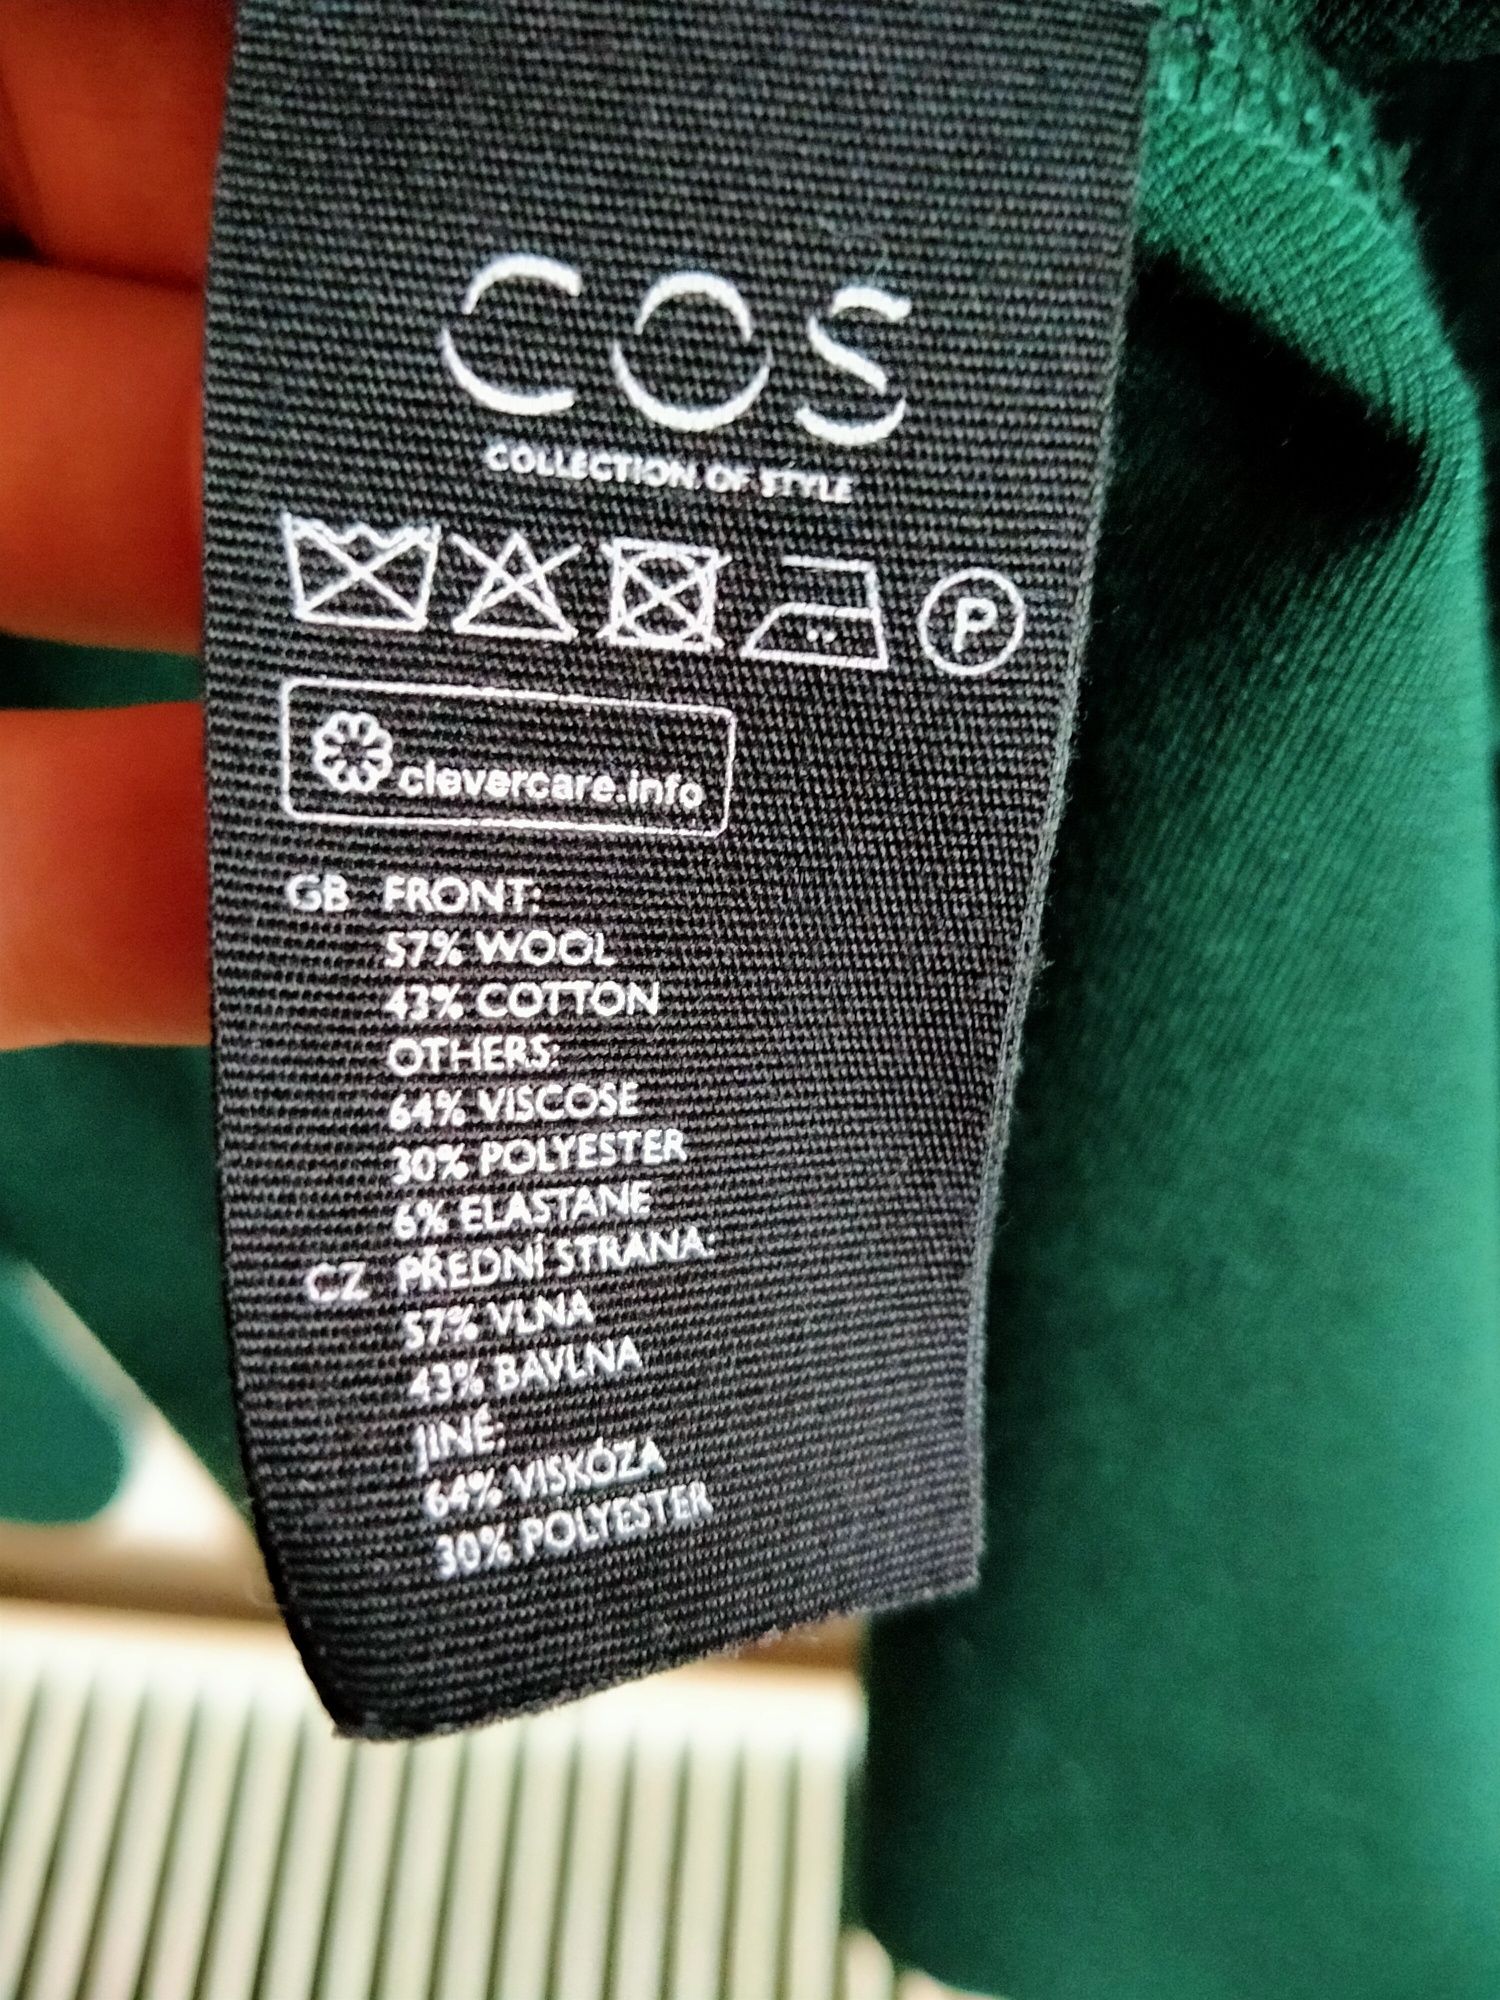 COS
COLLECTION OF STYLE
P
clevercare.info
GB FRONT:
57% WOOL
43% COTTON
OTHERS:
64% VISCOSE
30% POLYESTER
6% ELASTANE
CZ PŘEDNÍ STRANA:
57% VLNA
43% BAVLNA
JINÉ:
64% VISKÓZA
30% POLYESTER